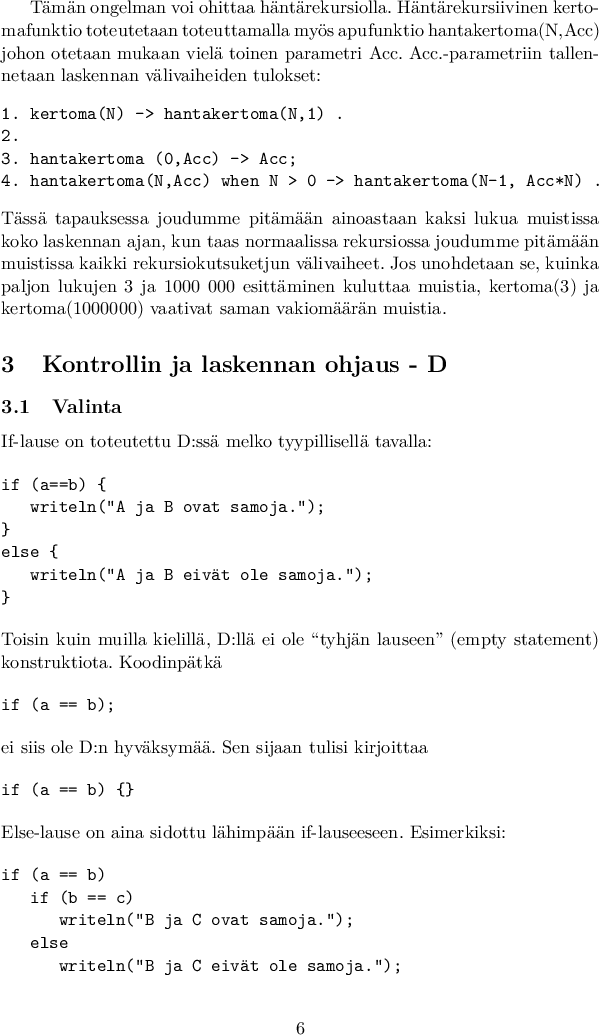 Tämän ongelman voi ohittaa häntärekursiolla. Häntärekursiivinen kerto-
mafunktio toteutetaan toteuttamalla myös apufunktio hantakertoma(N,Acc)
johon otetaan mukaan vielä toinen parametri Acc. Acc.-parametriin tallen-
netaan laskennan välivaiheiden tulokset:
1. kertoma(N) -> hantakertoma(N,1) .
2.
3. hantakertoma (0,Acc) -> Acc;
4. hantakertoma(N,Acc) when N > 0 -> hantakertoma(N-1, Acc*N) .
Tässä tapauksessa joudumme pitämään ainoastaan kaksi lukua muistissa
koko laskennan ajan, kun taas normaalissa rekursiossa joudumme pitämään
muistissa kaikki rekursiokutsuketjun välivaiheet. Jos unohdetaan se, kuinka
paljon lukujen 3 ja 1000 000 esittäminen kuluttaa muistia, kertoma(3) ja
kertoma(1000000) vaativat saman vakiomäärän muistia.
3 Kontrollin ja laskennan ohjaus - D
3.1 Valinta
If-lause on toteutettu D:ssä melko tyypillisellä tavalla:
if (a==b) {
   writeln("A ja B ovat samoja.");
}
else {
   writeln("A ja B eivät ole samoja.");
}
Toisin kuin muilla kielillä, D:llä ei ole “tyhjän lauseen” (empty statement)
konstruktiota. Koodinpätkä
if (a == b);
ei siis ole D:n hyväksymää. Sen sijaan tulisi kirjoittaa
if (a == b) {}
Else-lause on aina sidottu lähimpään if-lauseeseen. Esimerkiksi:
if (a == b)
   if (b == c)
      writeln("B ja C ovat samoja.");
   else
      writeln("B ja C eivät ole samoja.");
6